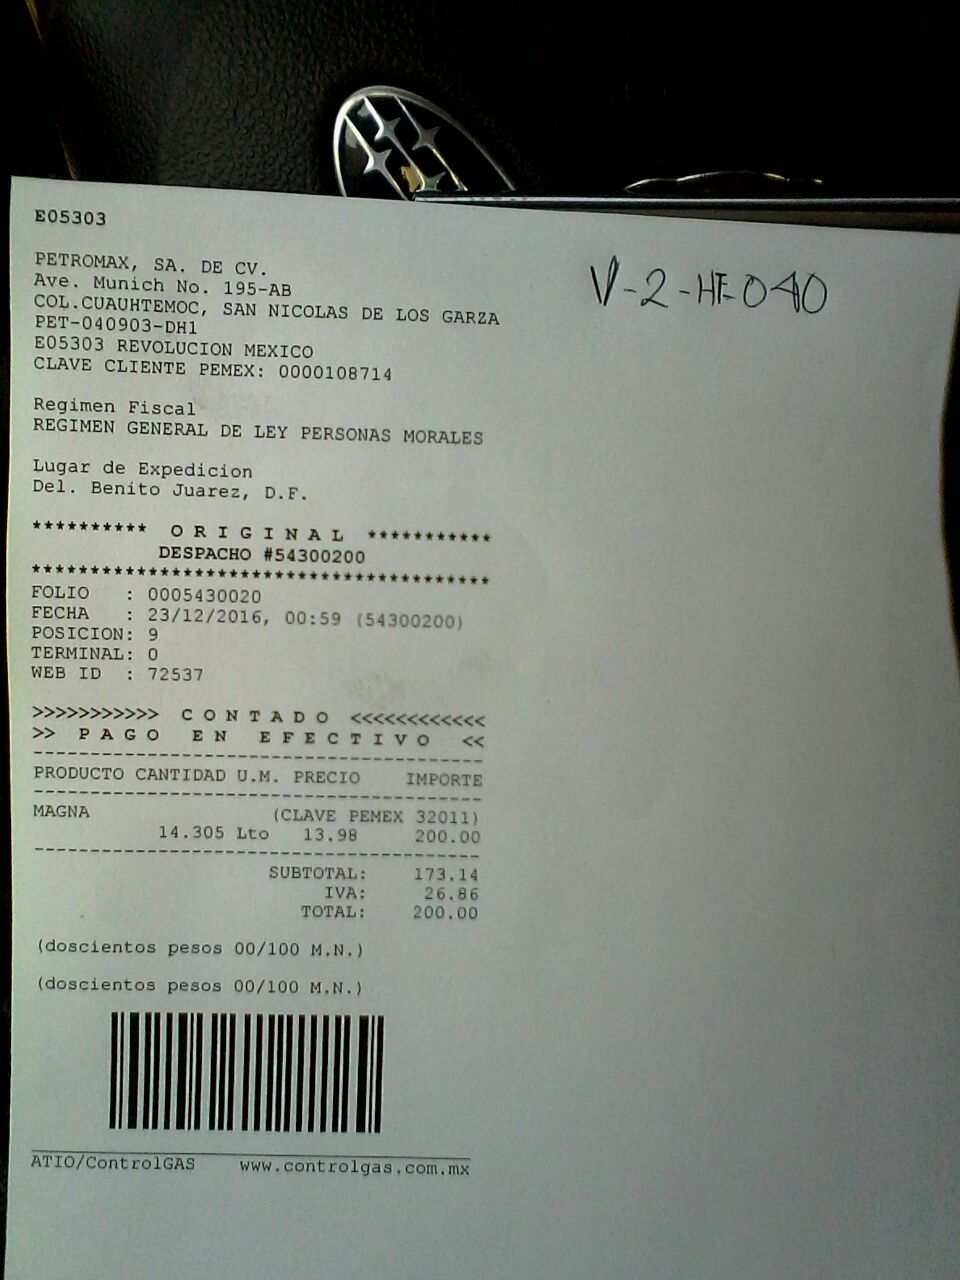 E05303
V-2-HF-040
PETROMAX, SA. DE CV.
Ave. Munich No. 195-AB
COL.CUAUHTEMOC, SAN NICOLAS DE LOS GARZA
PET-040903-DH1
E05303 REVOLUCION MEXICO
CLAVE CLIENTE PEMEX: 0000108714
Regimen Fiscal
REGIMEN GENERAL DE LEY PERSONAS MORALES
Lugar de Expedicion
Del. Benito Juarez, D.F.
********** O R I G I N A L ***********
DESPACHO #54300200
***************************************
FOLIO : 0005430020
FECHA : 23/12/2016, 00:59 (54300200)
POSICION: 9
TERMINAL: 0
WEB ID : 72537
>>>>>>>>>>> C O N T A D O <<<<<<<<<<<<
>> P A G O E N E F E C T I V O <<
---------------------------------------
PRODUCTO CANTIDAD U.M. PRECIO IMPORTE
---------------------------------------
MAGNA (CLAVE PEMEX 32011)
14.305 Lto 13.98 200.00
---------------------------------------
SUBTOTAL: 173.14
IVA: 26.86
TOTAL: 200.00
(doscientos pesos 00/100 M.N.)
(doscientos pesos 00/100 M.N.)
ATIO/ControlGAS www.controlgas.com.mx